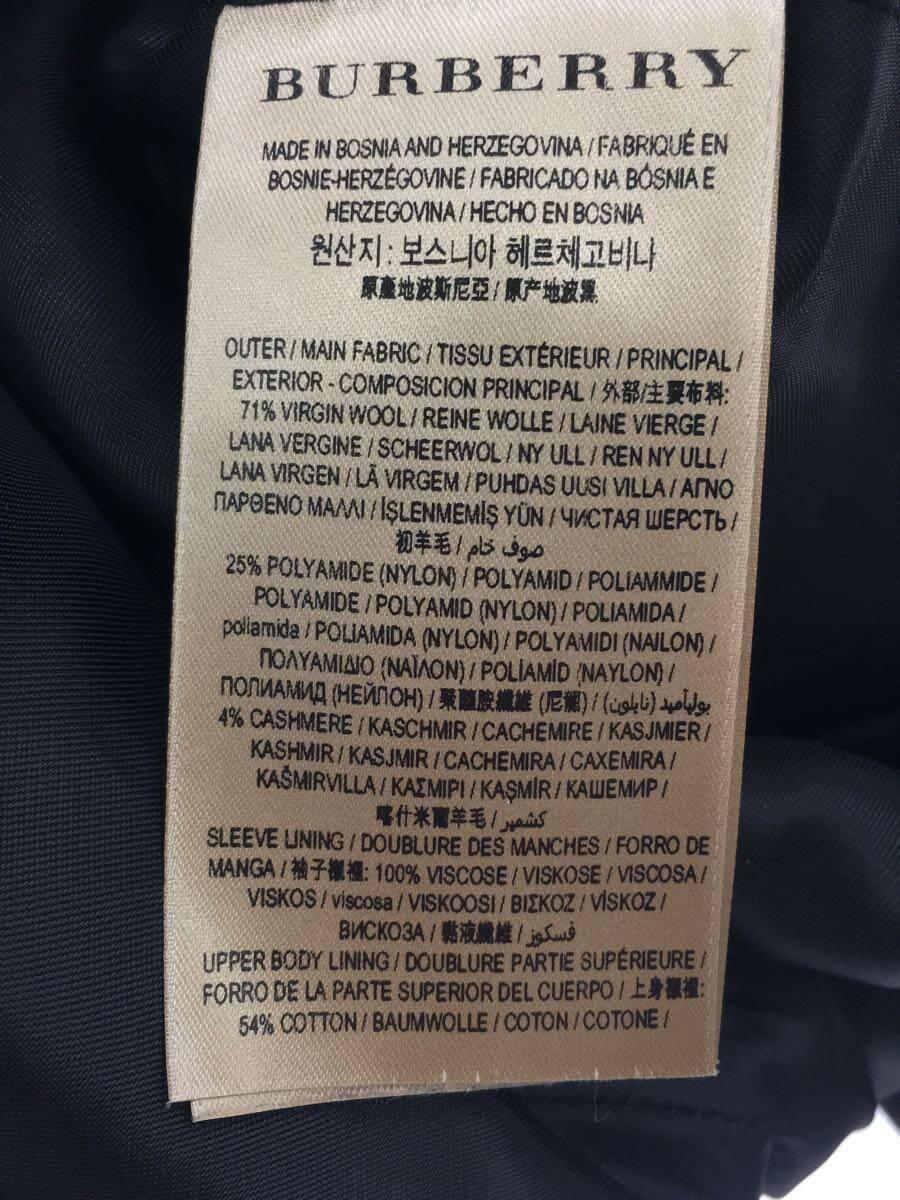 BURBERRY
MADE IN BOSNIA AND HERZEGOVINA / FABRIQUÉ EN
BOSNIE-HERZÉGOVINE / FABRICADO NA BÓSNIA E
HERZEGOVINA / HECHO EN BOSNIA
원산지: 보스니아 헤르체고비나
原產地波斯尼亞 / 原产地波黑
OUTER / MAIN FABRIC / TISSU EXTÉRIEUR / PRINCIPAL /
EXTERIOR - COMPOSICION PRINCIPAL / 外部/主要布料:
71% VIRGIN WOOL / REINE WOLLE / LAINE VIERGE /
LANA VERGINE / SCHEERWOL / NY ULL / REN NY ULL /
LANA VIRGEN / LÃ VIRGEM / PUHDAS UUSI VILLA / ΑΓΝΟ
ΠΑΡΘΕΝΟ ΜΑΛΛΙ / İŞLENMEMİŞ YÜN / ЧИСТАЯ ШЕРСТЬ /
初羊毛 / صوف خام
25% POLYAMIDE (NYLON) / POLYAMID / POLIAMMIDE /
POLYAMIDE / POLYAMID (NYLON) / POLIAMIDA /
poliamida / POLIAMIDA (NYLON) / POLYAMIDI (NAILON) /
ΠΟΛΥΑΜΙΔΙΟ (ΝΑΪΛΟΝ) / POLİAMİD (NAYLON) /
ПОЛИАМИД (НЕЙЛОН) / 聚醯胺纖維 (尼龍) / بوليأميد (نايلون)
4% CASHMERE / KASCHMIR / CACHEMIRE / KASJMIER /
KASHMIR / KASJMIR / CACHEMIRA / CAXEMIRA /
KAŠMIRVILLA / ΚΑΣΜΙΡΙ / KAŞMİR / КАШЕМИР /
喀什米爾羊毛 / كشمير
SLEEVE LINING / DOUBLURE DES MANCHES / FORRO DE
MANGA / 袖子襯裡: 100% VISCOSE / VISKOSE / VISCOSA /
VISKOS / viscosa / VISKOOSI / ΒΙΣΚΟΖ / VİSKOZ /
ВИСКОЗА / 黏液纖維 / فسكوز
UPPER BODY LINING / DOUBLURE PARTIE SUPÉRIEURE /
FORRO DE LA PARTE SUPERIOR DEL CUERPO / 上身襯裡:
54% COTTON / BAUMWOLLE / COTON / COTONE /